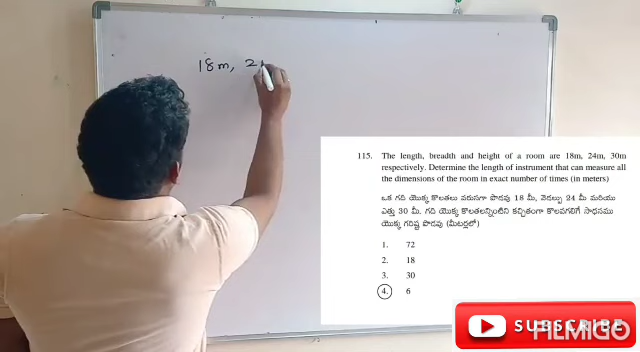 18m, 2
115. The length, breadth and height of a room are 18m, 24m, 30m
respectively. Determine the length of instrument that can measure all
the dimensions of the room in exact number of times (in meters)
ఒక గది యొక్క కొలతలు వరుసగా పొడవు 18 మీ, వెడల్పు 24 మీ మరియు
ఎత్తు 30 మీ. గది యొక్క కొలతలన్నింటిని కచ్చితంగా కొలవగలిగే సాధనము
యొక్క గరిష్ట పొడవు (మీటర్లలో)
1. 72
2. 18
3. 30
4. 6
SUBSCRIBE
FILMIGO